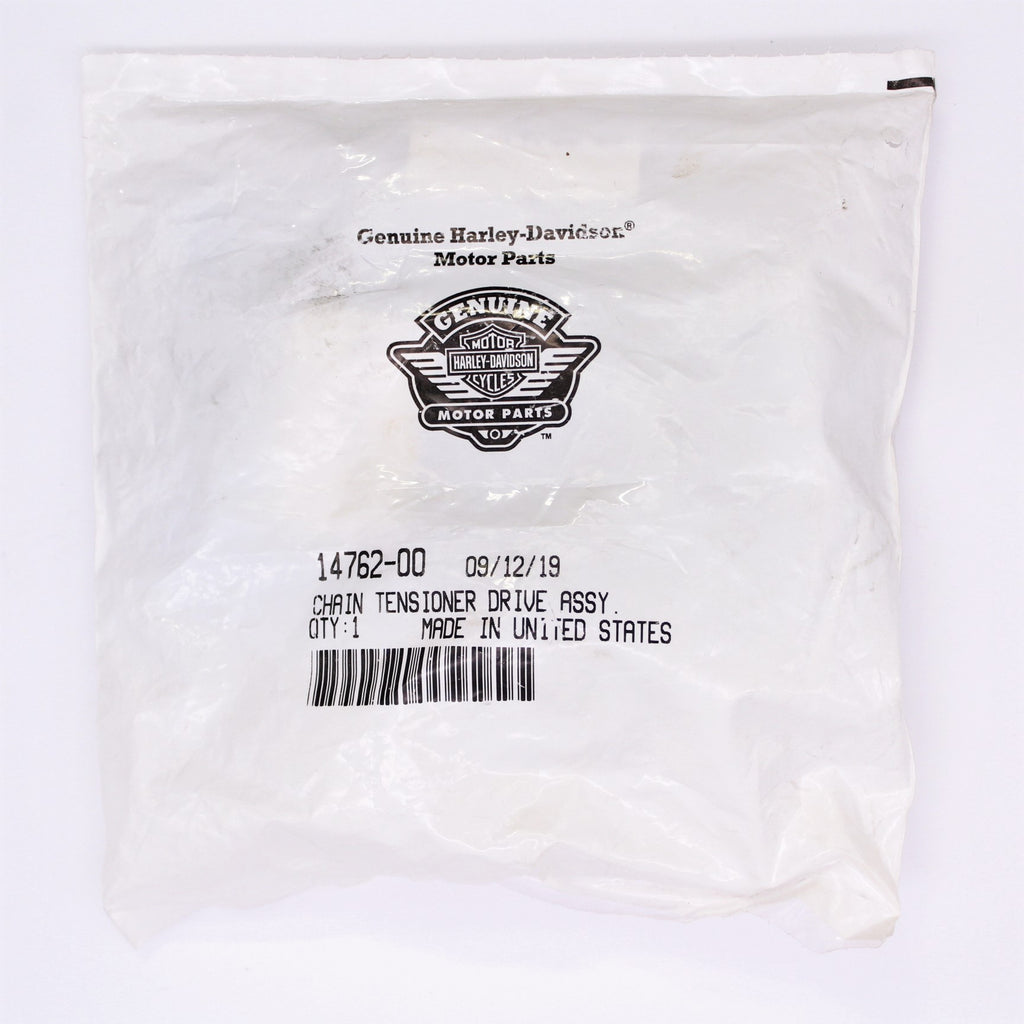 Genuine Harley-Davidson®
Motor Parts
GENUINE
MOTOR
HARLEY-DAVIDSON
CYCLES
MOTOR PARTS
TM
14762-00 09/12/19
CHAIN TENSIONER DRIVE ASSY.
QTY:1 MADE IN UNITED STATES